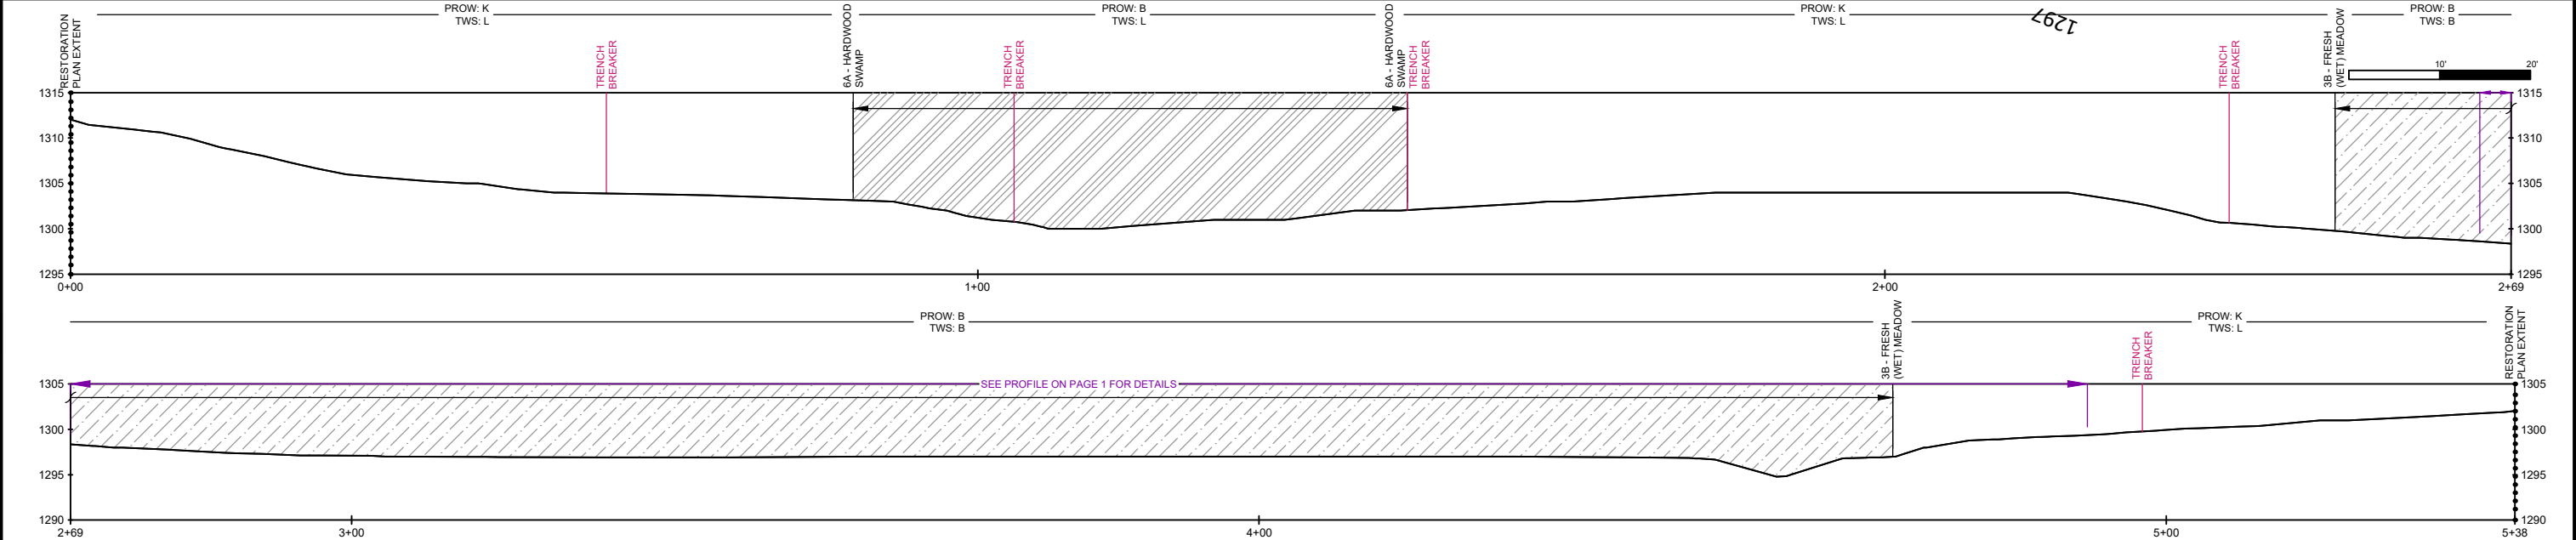 RESTORATION
PLAN EXTENT
PROW: K
TWS: L
TRENCH
BREAKER
6A - HARDWOOD
SWAMP
PROW: B
TWS: L
TRENCH
BREAKER
6A - HARDWOOD
SWAMP
TRENCH
BREAKER
PROW: K
TWS: L
1297
TRENCH
BREAKER
3B - FRESH
(WET) MEADOW
PROW: B
TWS: B
10' 20'
1315 1315
1310 1310
1305 1305
1300 1300
1295 1295
0+00 1+00 2+00 2+69
PROW: B
TWS: B
3B - FRESH
(WET) MEADOW
PROW: K
TWS: L
TRENCH
BREAKER
RESTORATION
PLAN EXTENT
1305 SEE PROFILE ON PAGE 1 FOR DETAILS 1305
1300 1300
1295 1295
1290 1290
2+69 3+00 4+00 5+00 5+38